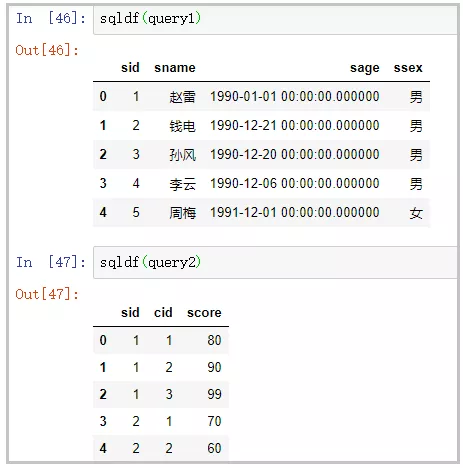 In [46]: sqldf(query1)
Out[46]:
sid sname sage ssex
0 1 赵雷 1990-01-01 00:00:00.000000 男
1 2 钱电 1990-12-21 00:00:00.000000 男
2 3 孙风 1990-12-20 00:00:00.000000 男
3 4 李云 1990-12-06 00:00:00.000000 男
4 5 周梅 1991-12-01 00:00:00.000000 女
In [47]: sqldf(query2)
Out[47]:
sid cid score
0 1 1 80
1 1 2 90
2 1 3 99
3 2 1 70
4 2 2 60